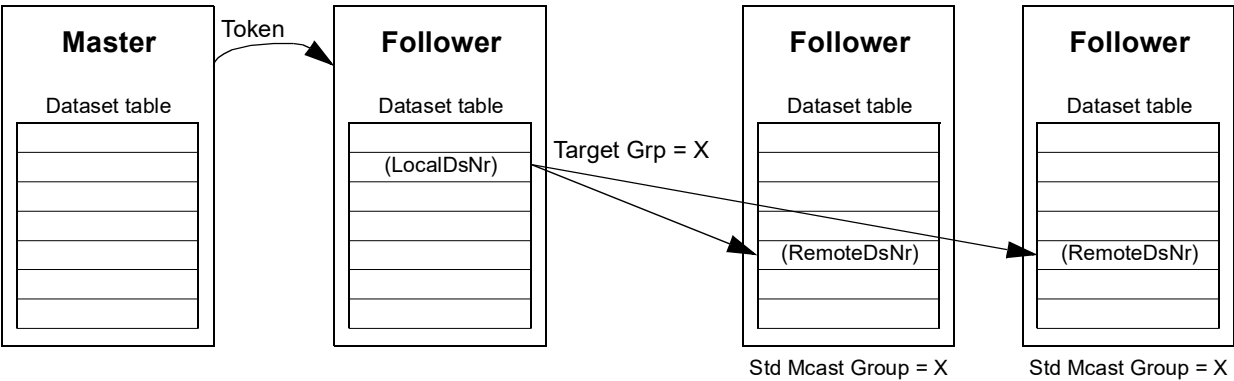 Master
Token
Follower
Follower
Follower
Dataset table
Dataset table
Dataset table
Dataset table
(LocalDsNr)
Target Grp = X
(RemoteDsNr)
(RemoteDsNr)
Std Mcast Group = X
Std Mcast Group = X